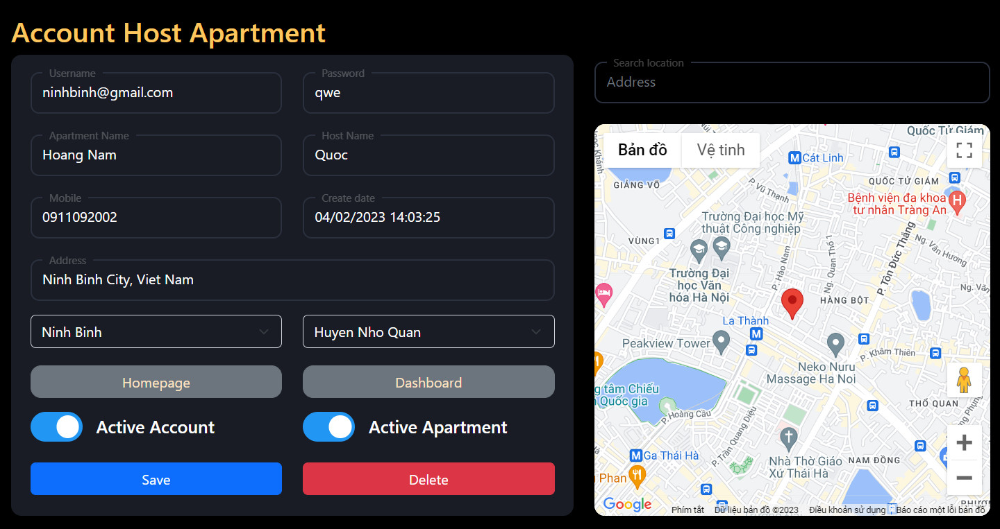 Account Host Apartment
Username
ninhbinh@gmail.com
Password
qwe
Apartment Name
Hoang Nam
Host Name
Quoc
Mobile
0911092002
Create date
04/02/2023 14:03:25
Address
Ninh Binh City, Viet Nam
Ninh Binh
Huyen Nho Quan
Homepage
Dashboard
Active Account
Active Apartment
Save
Delete
Search location
Address
Quốc Tử Giám
Bản đồ
Vệ tinh
Cát Linh
GIẢNG VÕ
P. Vũ Thạnh
QUỐC TỬ GIÁM
Bệnh viện đa khoa
tư nhân Tràng An
Trường Đại học Mỹ
thuật Công nghiệp
VÙNG1
Ng. Văn Hương
P. Hào Nam
Ng. Quan Thổ 1
P. Tôn Đức Thắng
Trường Đại
học Văn
hóa Hà Nội
HÀNG BỘT
La Thành
Peakview Tower
P. Khâm Thiên
Neko Nuru
Massage Ha Noi
Chiếu
Quốc gia
THỔ QUAN
P. Hoàng Cầu
P. Trần Quang Diệu
Ga Thái Hà
Nhà Thờ Giáo
Xứ Thái Hà
NAM ĐỒNG
Phan
Google
Phím tắt
Dữ liệu bản đồ ©2023
Điều khoản sử dụng
Báo cáo một lỗi bản đồ